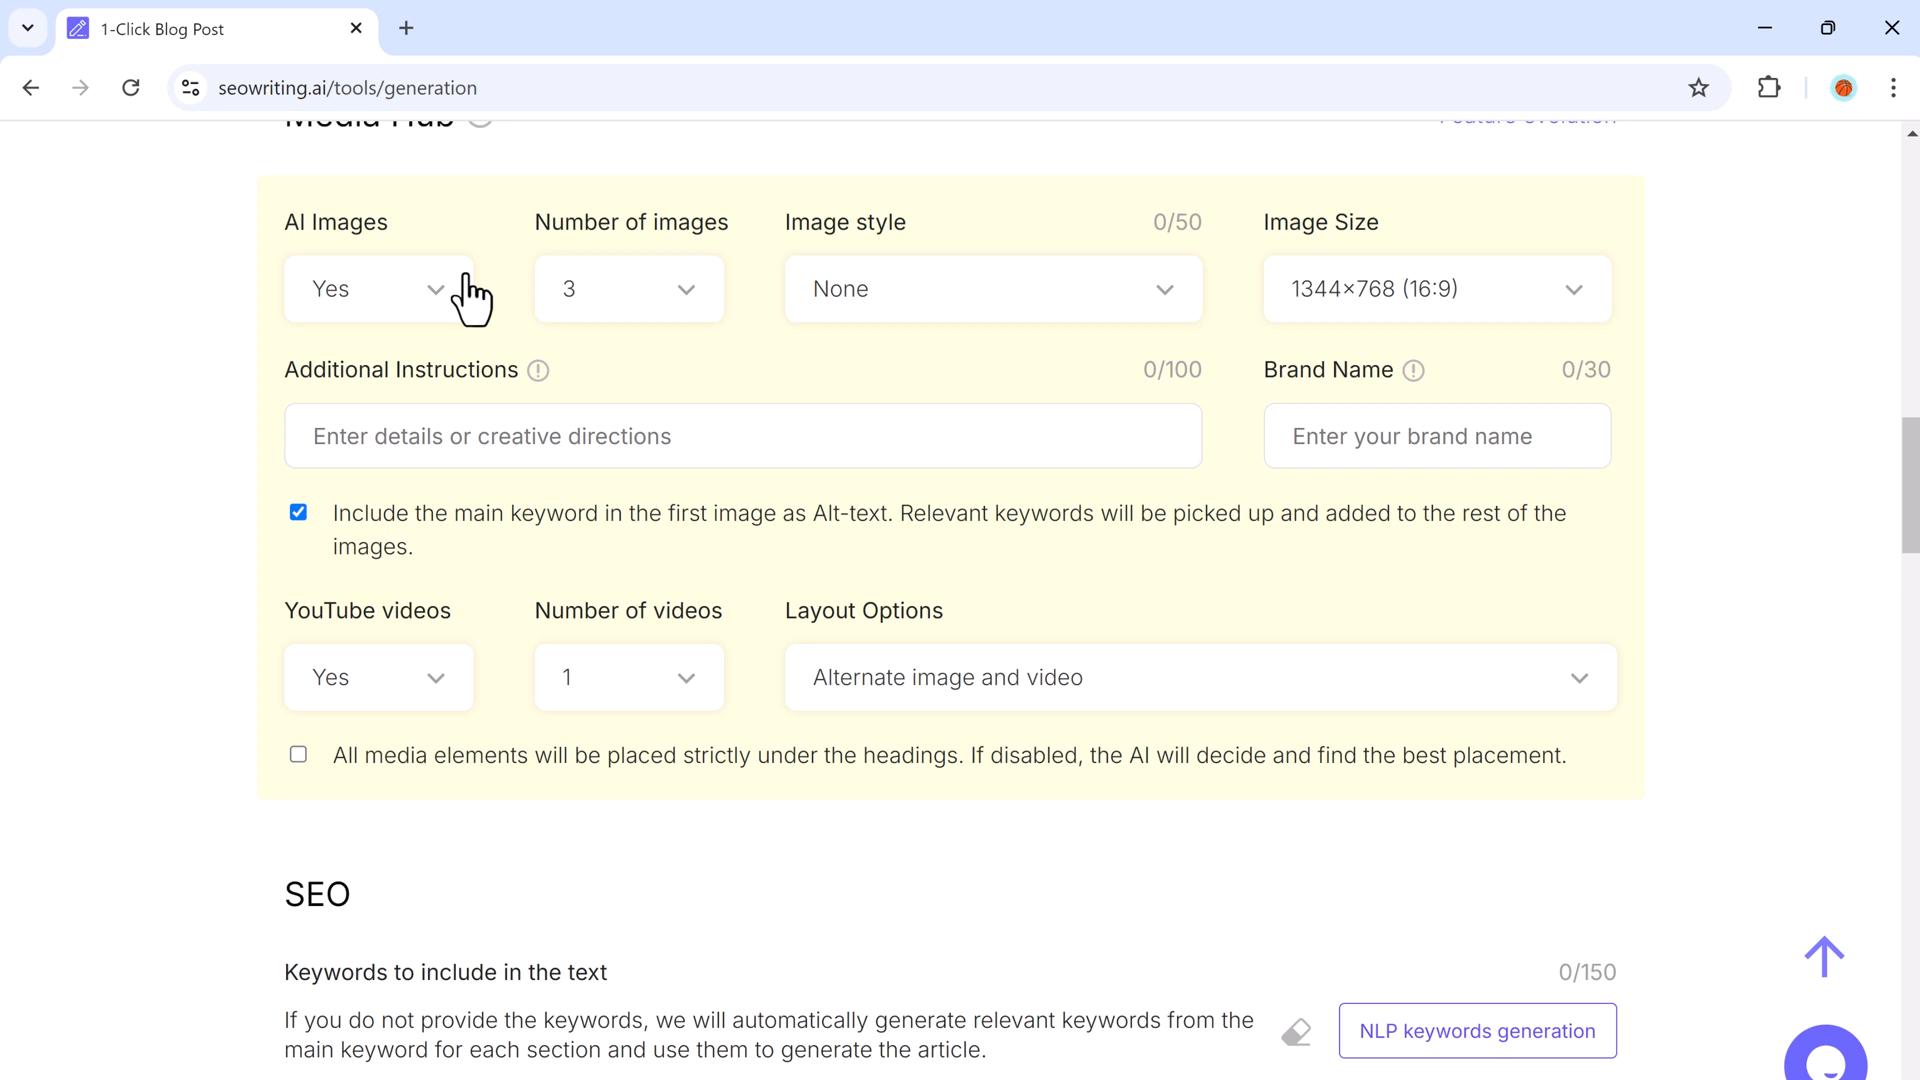 1-Click Blog Post
seowriting.ai/tools/generation
Media Hub
Feature evolution
AI Images
Number of images
Image style
0/50
Image Size
Yes
3
None
1344×768 (16:9)
Additional Instructions
0/100
Brand Name
0/30
Enter details or creative directions
Enter your brand name
Include the main keyword in the first image as Alt-text. Relevant keywords will be picked up and added to the rest of the
images.
YouTube videos
Number of videos
Layout Options
Yes
1
Alternate image and video
All media elements will be placed strictly under the headings. If disabled, the AI will decide and find the best placement.
SEO
Keywords to include in the text
0/150
If you do not provide the keywords, we will automatically generate relevant keywords from the
main keyword for each section and use them to generate the article.
NLP keywords generation